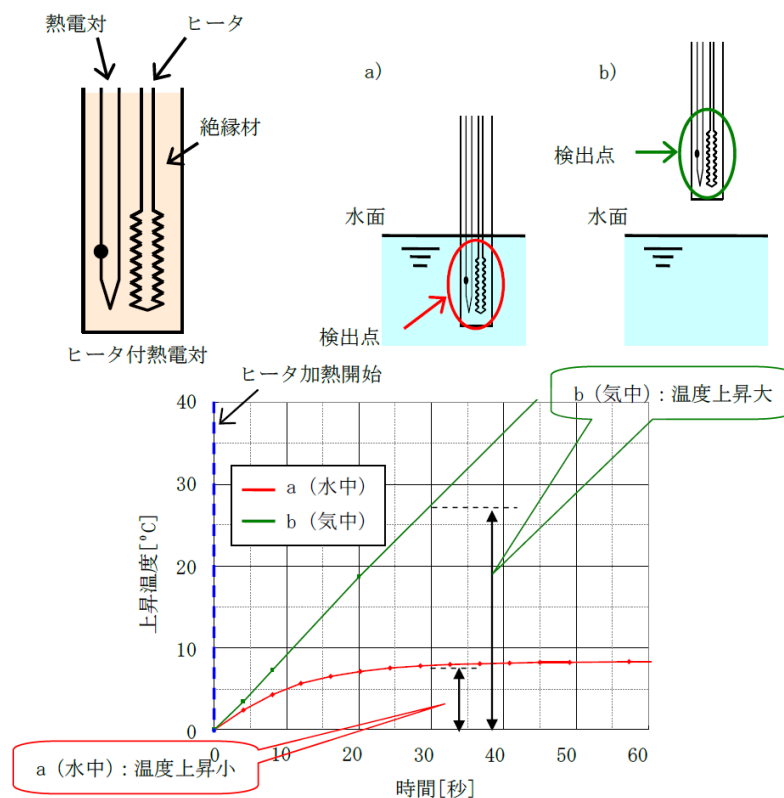 熱電対
ヒータ
絶縁材
ヒータ付熱電対
a)
水面
検出点
b)
検出点
水面
ヒータ加熱開始
b（気中）：温度上昇大
40
30
20
10
0
上昇温度[℃]
a（水中）
b（気中）
0
10
20
30
40
50
60
時間[秒]
a（水中）：温度上昇小